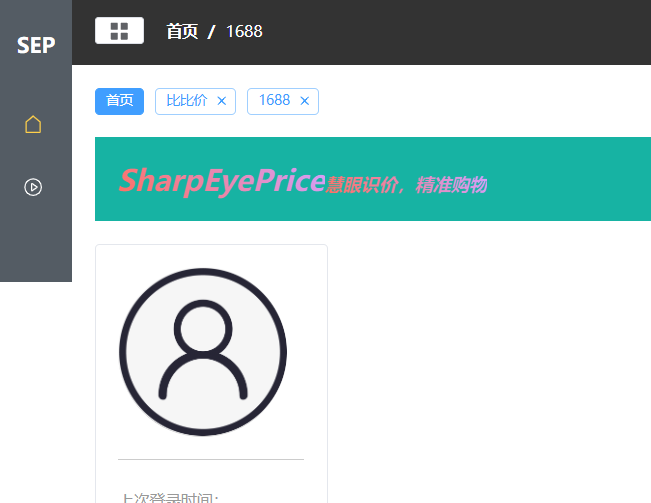 SEP
首页 / 1688
首页 比比价 × 1688 ×
SharpEyePrice慧眼识价，精准购物
上次登录时间：